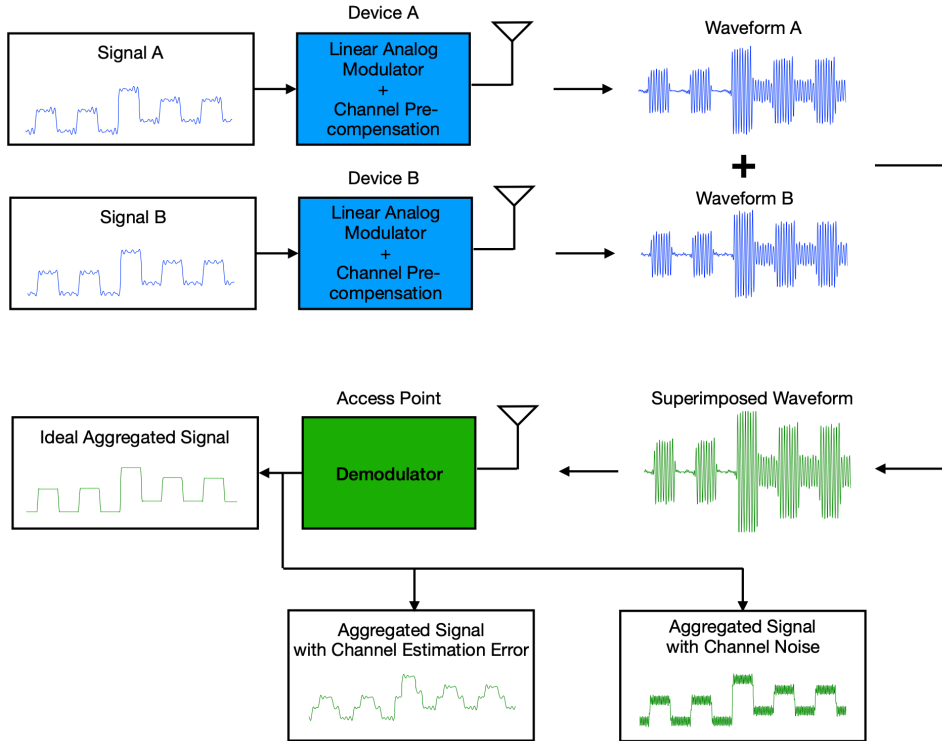 Device A
Signal A
Linear Analog
Modulator
+
Channel Pre-
compensation
Waveform A
+
Device B
Signal B
Linear Analog
Modulator
+
Channel Pre-
compensation
Waveform B
Access Point
Ideal Aggregated Signal
Demodulator
Superimposed Waveform
Aggregated Signal
with Channel Estimation Error
Aggregated Signal
with Channel Noise